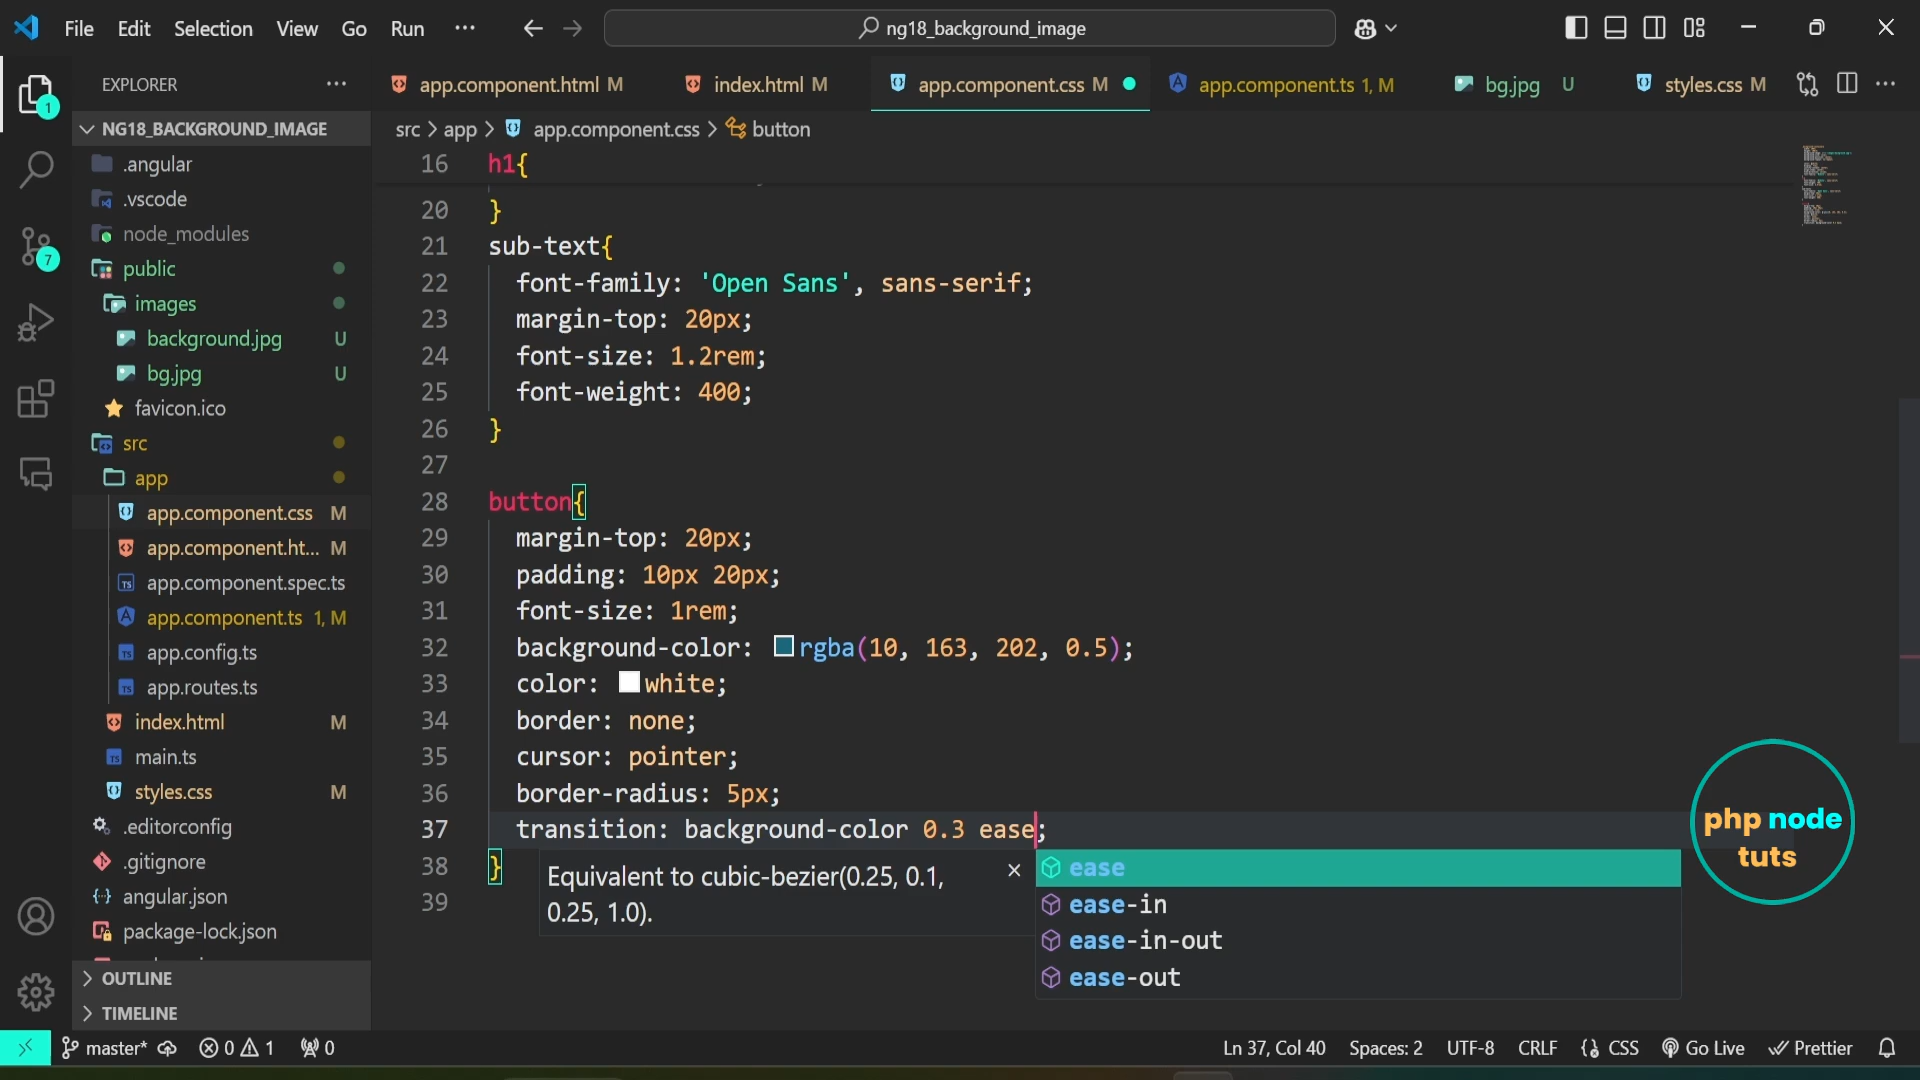 File Edit Selection View Go Run ···
ng18_background_image
EXPLORER ···
app.component.html M
index.html M
app.component.css M
app.component.ts 1, M
bg.jpg U
styles.css M
1
NG18_BACKGROUND_IMAGE
src > app > app.component.css > button
.angular
.vscode
node_modules
7
public
images
background.jpg U
bg.jpg U
favicon.ico
src
app
app.component.css M
app.component.ht... M
app.component.spec.ts
app.component.ts 1, M
app.config.ts
app.routes.ts
index.html M
main.ts
styles.css M
.editorconfig
.gitignore
angular.json
package-lock.json
OUTLINE
TIMELINE
16 h1{
20 }
21 sub-text{
22 font-family: 'Open Sans', sans-serif;
23 margin-top: 20px;
24 font-size: 1.2rem;
25 font-weight: 400;
26 }
27
28 button{
29 margin-top: 20px;
30 padding: 10px 20px;
31 font-size: 1rem;
32 background-color: rgba(10, 163, 202, 0.5);
33 color: white;
34 border: none;
35 cursor: pointer;
36 border-radius: 5px;
37 transition: background-color 0.3 ease;
38 }
39
Equivalent to cubic-bezier(0.25, 0.1,
0.25, 1.0).
ease
ease-in
ease-in-out
ease-out
php node
tuts
master* 0 1 0
Ln 37, Col 40 Spaces: 2 UTF-8 CRLF CSS Go Live Prettier